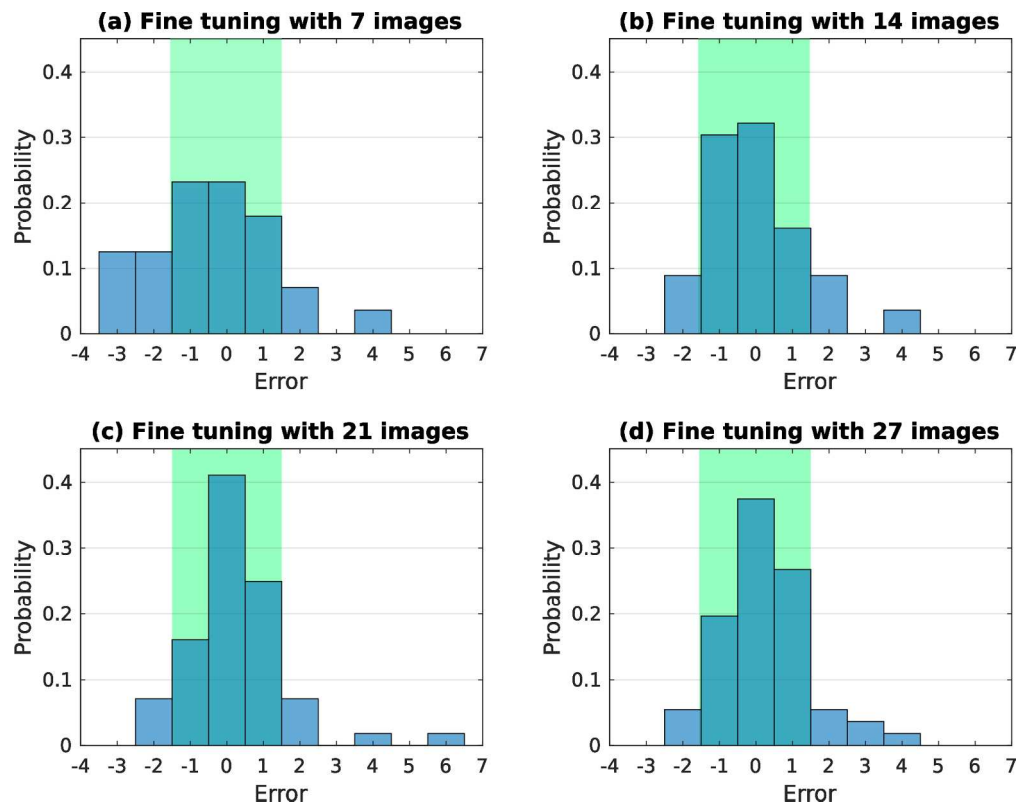 (a) Fine tuning with 7 images
0.4
0.3
0.2
0.1
0
Probability
-4 -3 -2 -1 0 1 2 3 4 5 6 7
Error
(b) Fine tuning with 14 images
0.4
0.3
0.2
0.1
0
Probability
-4 -3 -2 -1 0 1 2 3 4 5 6 7
Error
(c) Fine tuning with 21 images
0.4
0.3
0.2
0.1
0
Probability
-4 -3 -2 -1 0 1 2 3 4 5 6 7
Error
(d) Fine tuning with 27 images
0.4
0.3
0.2
0.1
0
Probability
-4 -3 -2 -1 0 1 2 3 4 5 6 7
Error